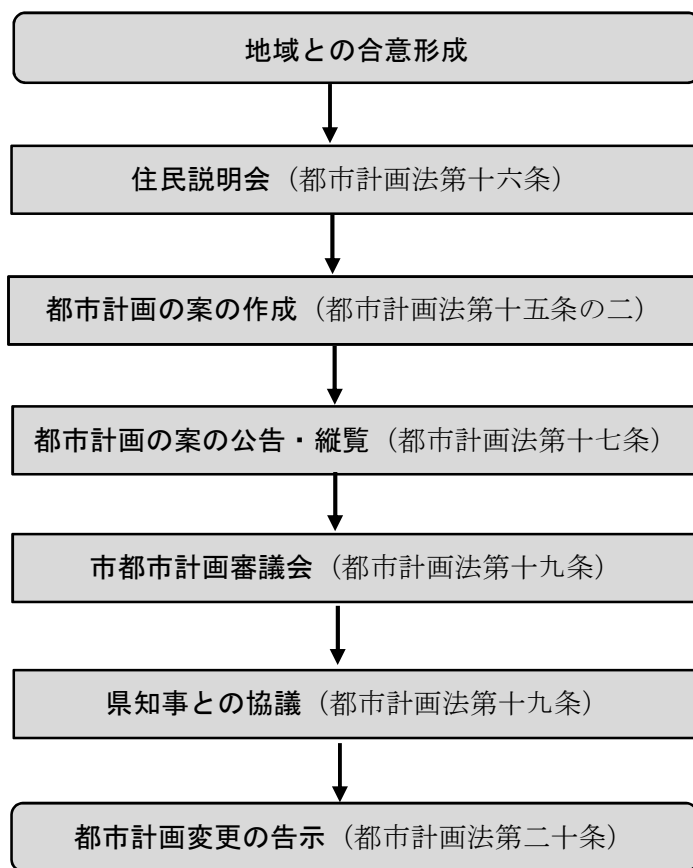 地域との合意形成
住民説明会（都市計画法第十六条）
都市計画の案の作成（都市計画法第十五条の二）
都市計画の案の公告・縦覧（都市計画法第十七条）
市都市計画審議会（都市計画法第十九条）
県知事との協議（都市計画法第十九条）
都市計画変更の告示（都市計画法第二十条）